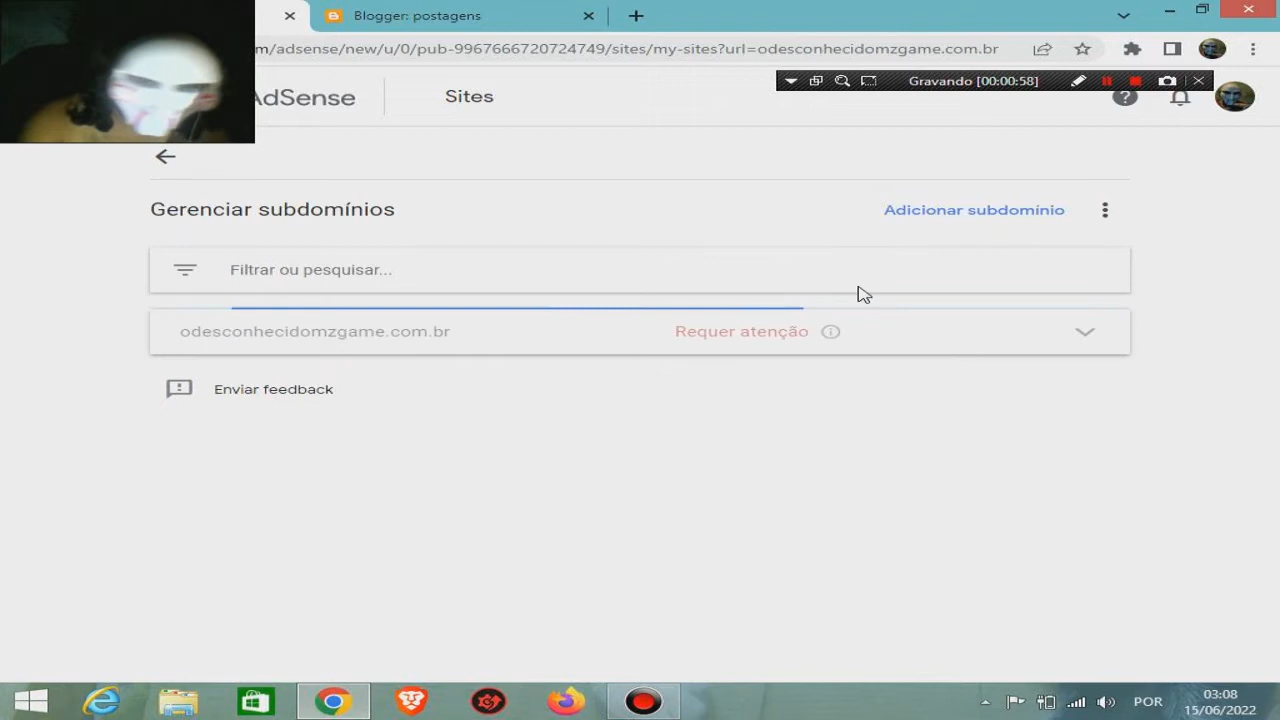 Blogger: postagens
m/adsense/new/u/0/pub-9967666720724749/sites/my-sites?url=odesconhecidomzgame.com.br
Gravando [00:00:58]
AdSense
Sites
Gerenciar subdomínios
Adicionar subdomínio
Filtrar ou pesquisar...
odesconhecidomzgame.com.br
Requer atenção
Enviar feedback
POR
03:08
15/06/2022